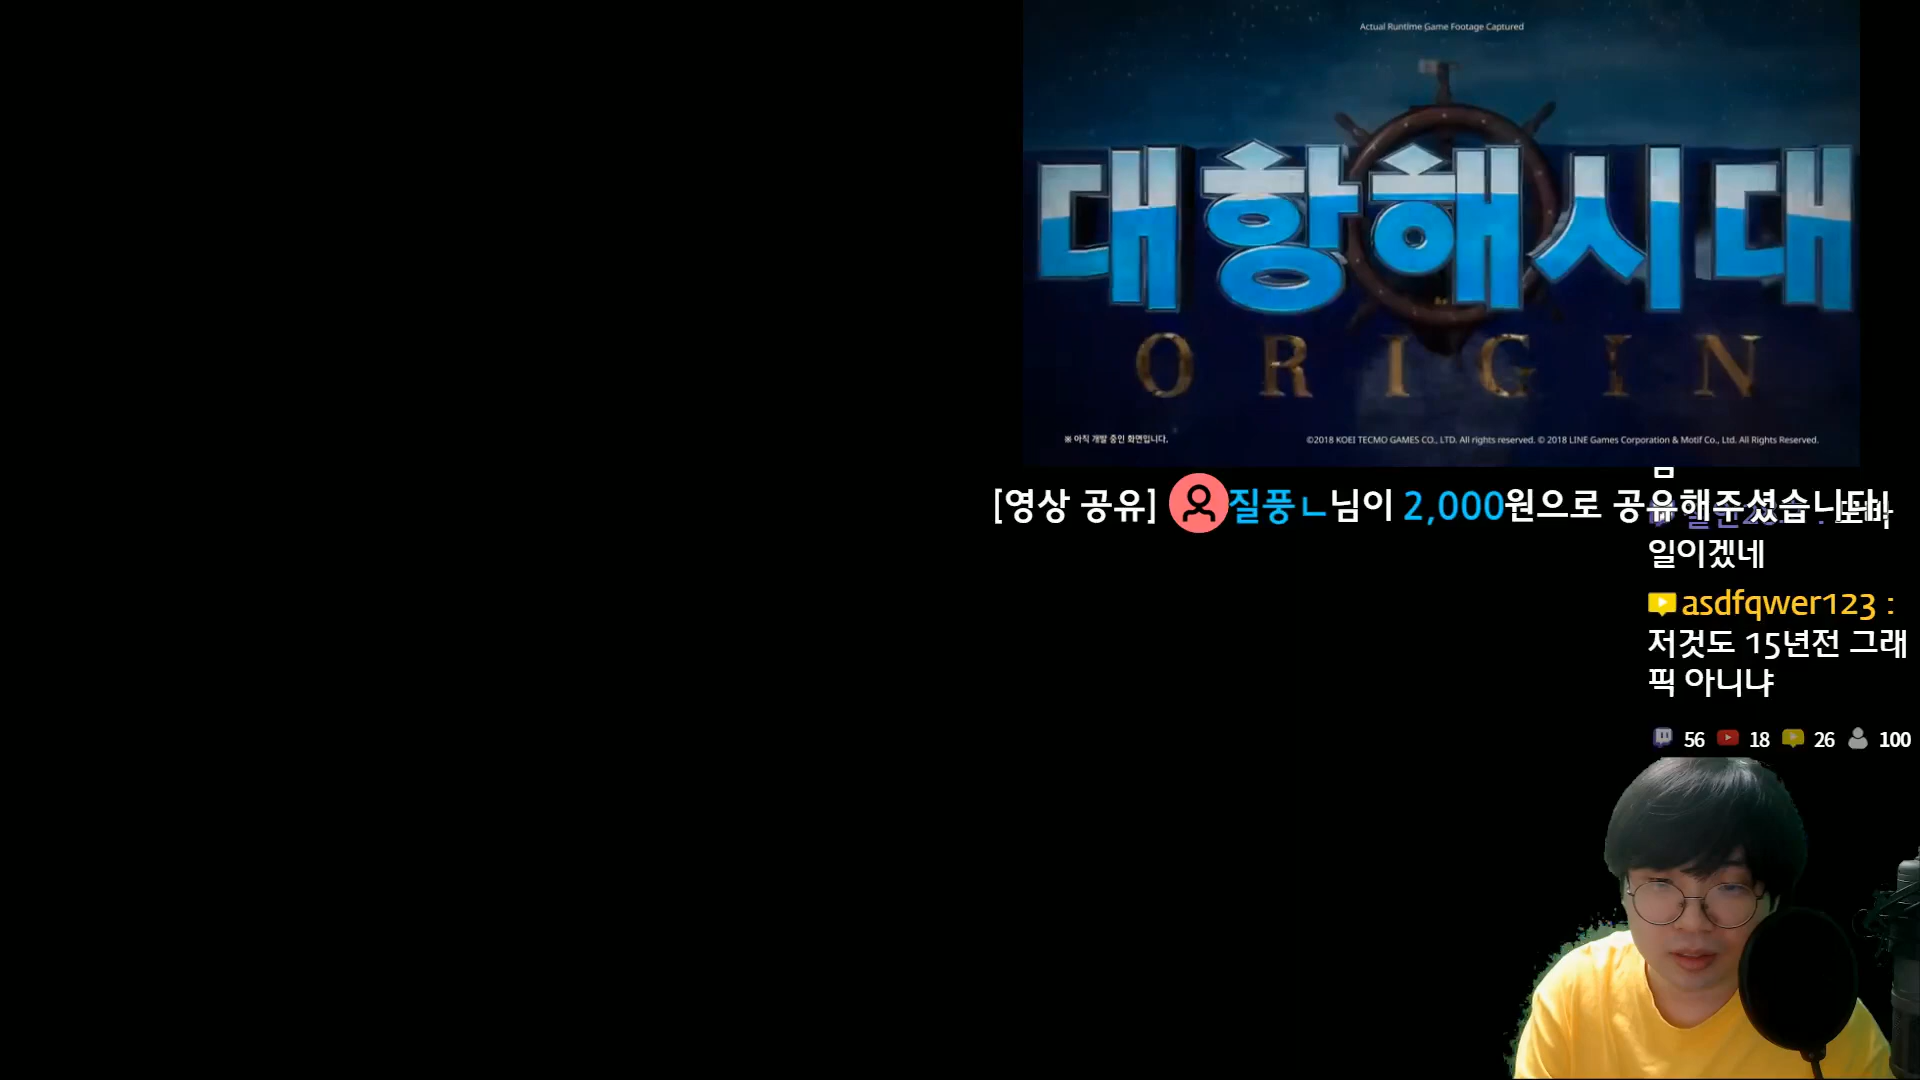 Actual Runtime Game Footage Captured
대항해시대
ORIGIN
※ 아직 개발 중인 화면입니다.
©2018 KOEI TECMO GAMES CO., LTD. All rights reserved. © 2018 LINE Games Corporation & Motif Co., Ltd. All Rights Reserved.
[영상 공유] 질풍ㄴ님이 2,000원으로 공유해주셨습니다!
일이겠네
asdfqwer123 :
저것도 15년전 그래
픽 아니냐
56 18 26 100